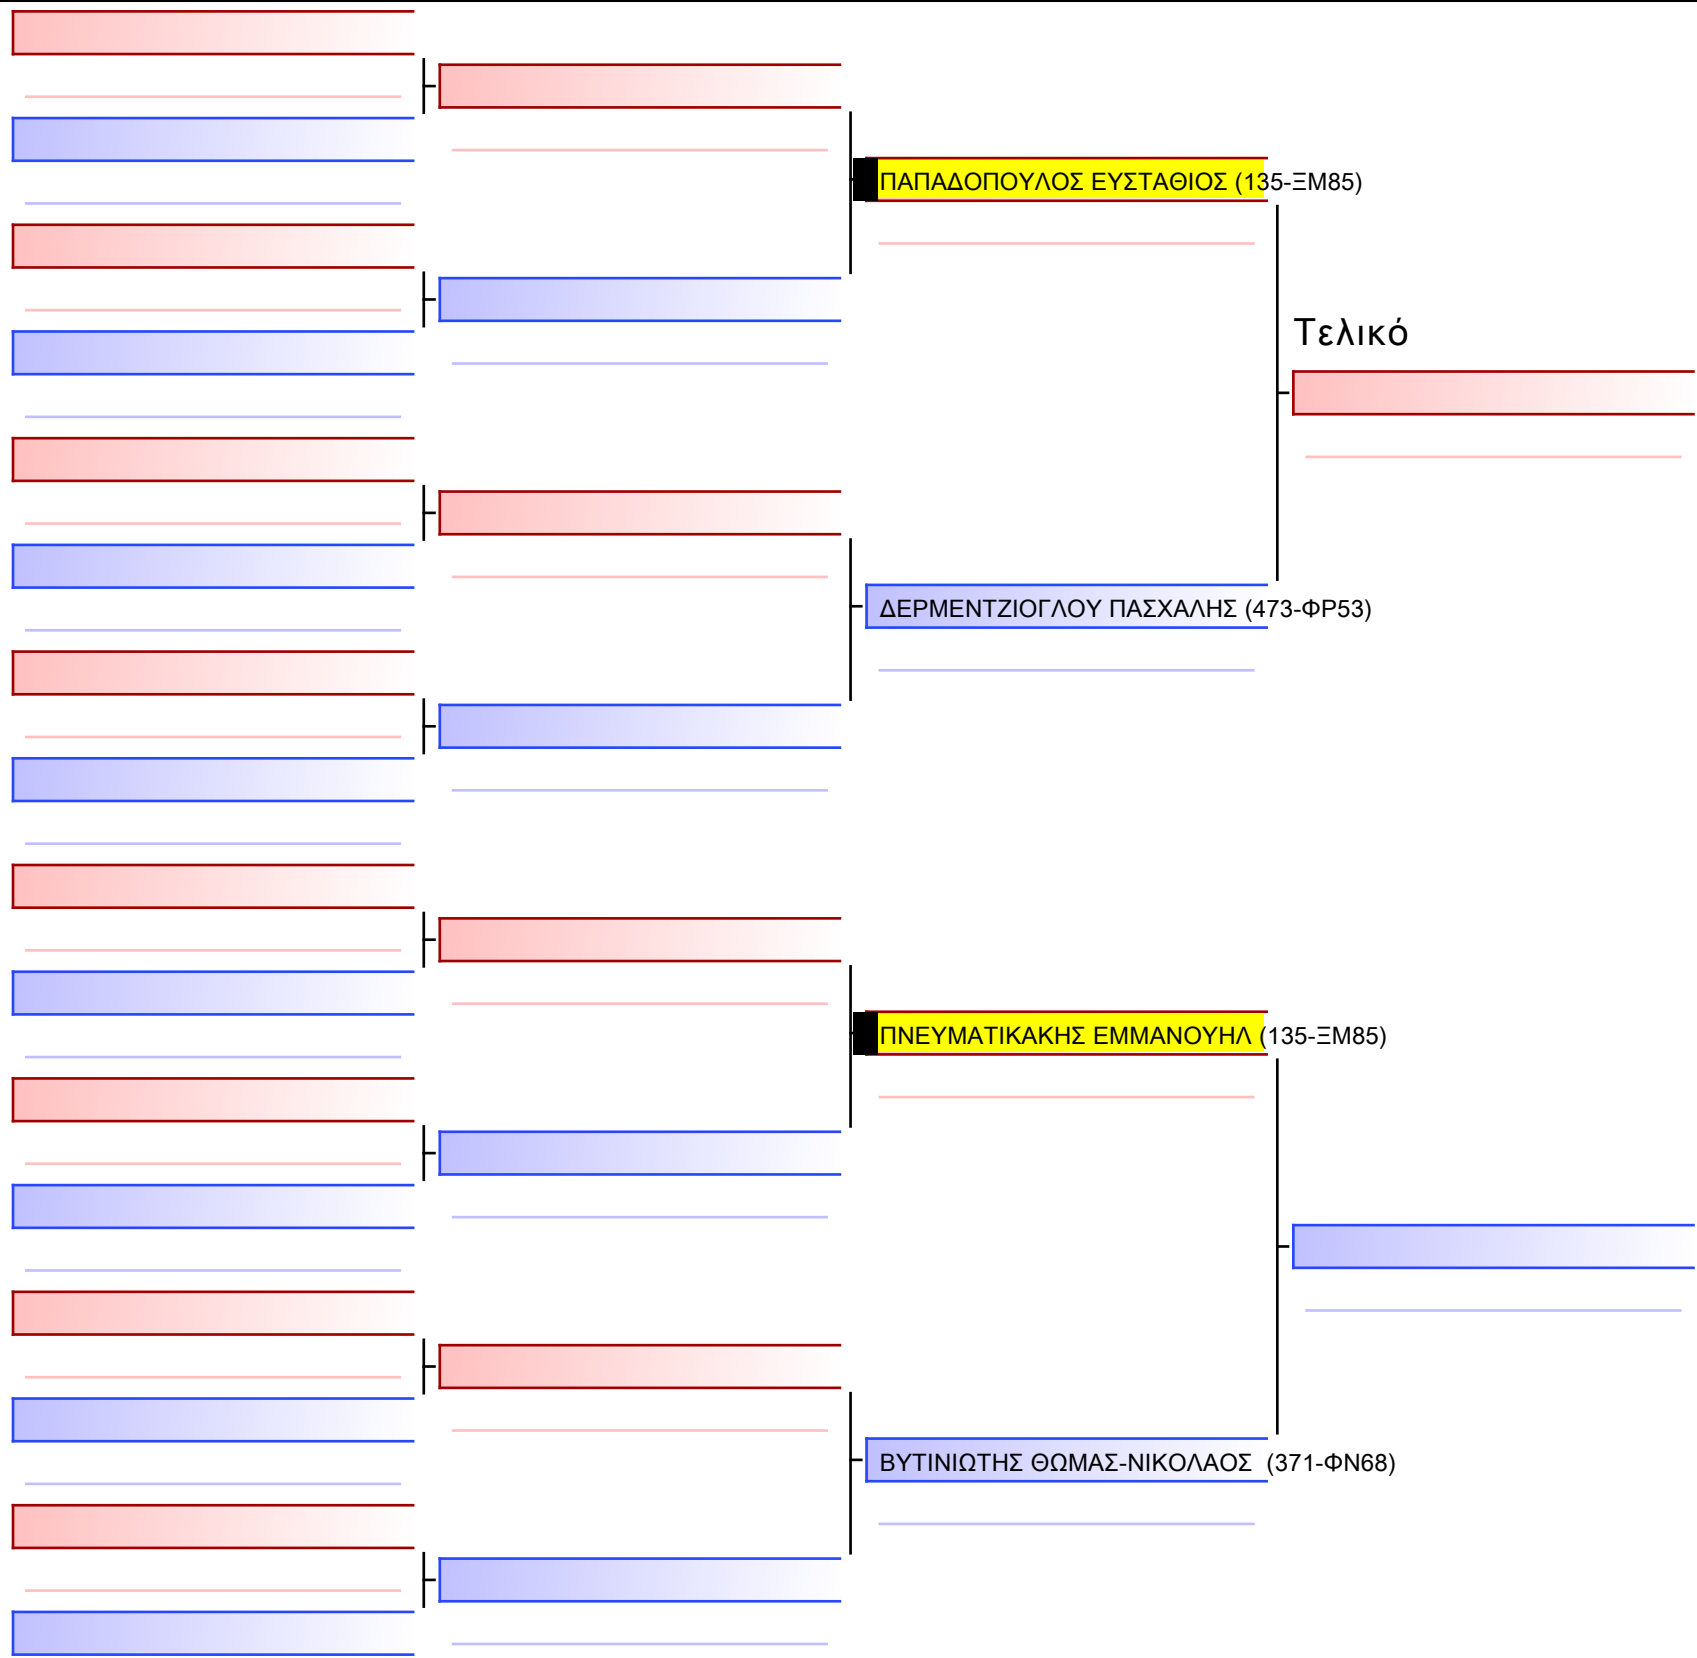 ΠΑΠΑΔΟΠΟΥΛΟΣ ΕΥΣΤΑΘΙΟΣ (135-ΞΜ85)
Τελικό
ΔΕΡΜΕΝΤΖΙΟΓΛΟΥ ΠΑΣΧΑΛΗΣ (473-ΦΡ53)
ΠΝΕΥΜΑΤΙΚΑΚΗΣ ΕΜΜΑΝΟΥΗΛ (135-ΞΜ85)
ΒΥΤΙΝΙΩΤΗΣ ΘΩΜΑΣ-ΝΙΚΟΛΑΟΣ (371-ΦΝ68)